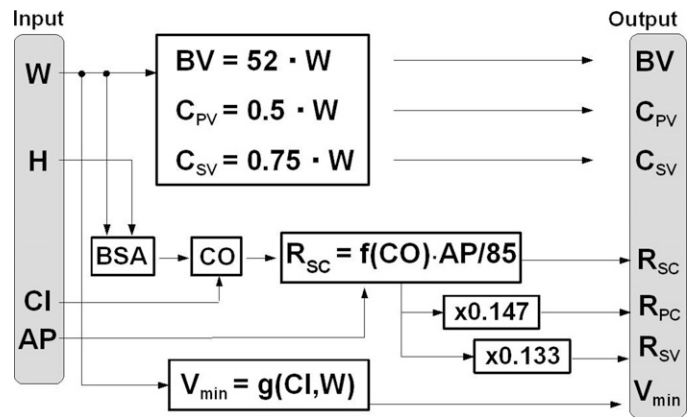 Input
Output
W
BV = 52 · W
BV
C_PV = 0.5 · W
C_PV
H
C_SV = 0.75 · W
C_SV
BSA
CO
R_SC = f(CO)·AP/85
R_SC
CI
x0.147
R_PC
AP
x0.133
R_SV
V_min = g(CI,W)
V_min